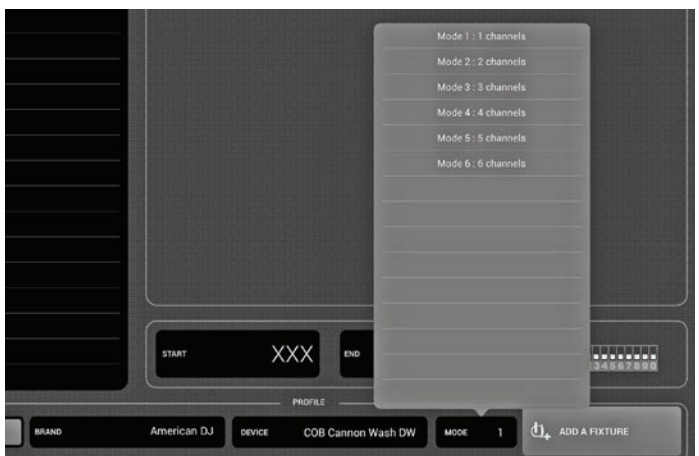 Mode 1 : 1 channels
Mode 2 : 2 channels
Mode 3 : 3 channels
Mode 4 : 4 channels
Mode 5 : 5 channels
Mode 6 : 6 channels
START XXX END
34567890
PROFILE
BRAND American DJ DEVICE COB Cannon Wash DW MODE 1 ADD A FIXTURE